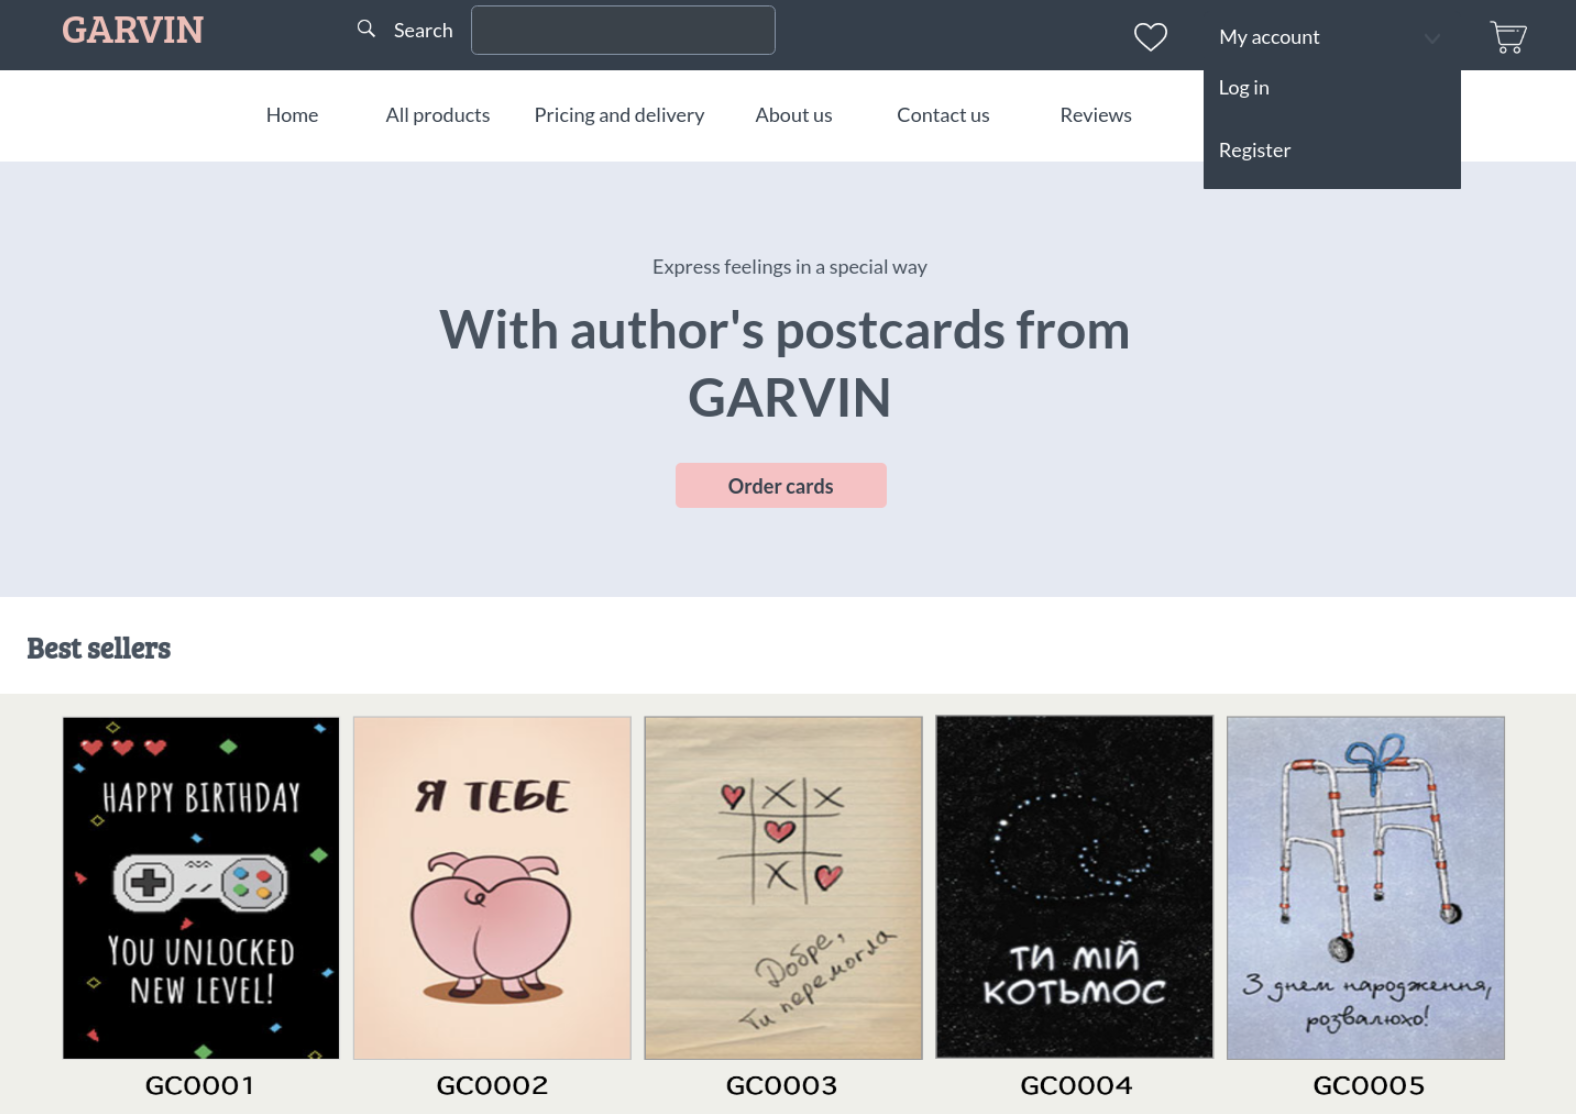 GARVIN
Search
My account
Log in
Register
Home
All products
Pricing and delivery
About us
Contact us
Reviews
Express feelings in a special way
With author's postcards from
GARVIN
Order cards
Best sellers
HAPPY BIRTHDAY
YOU UNLOCKED
NEW LEVEL!
GC0001
Я ТЕБЕ
GC0002
X X
X
Добре,
Ти перемогла
GC0003
ТИ МІЙ
КОТЬМОС
GC0004
З днем народження,
розвалюхо!
GC0005